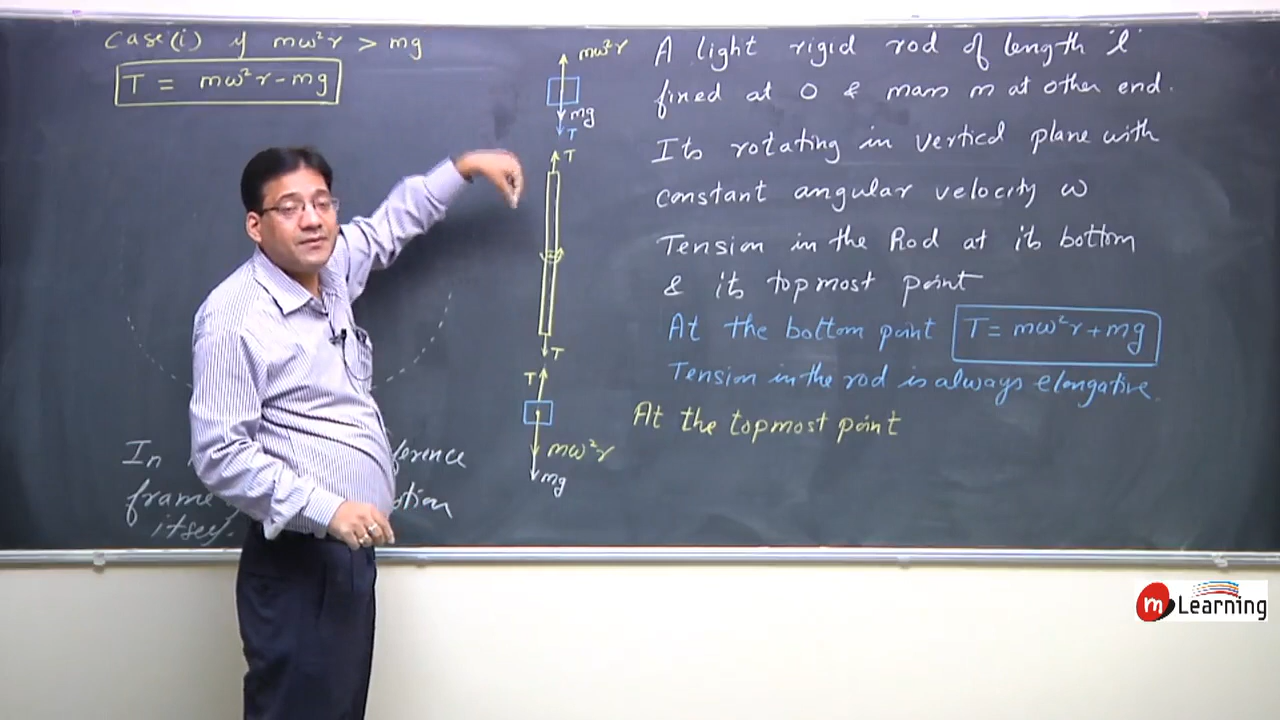 Case(i) if mω²r > mg
T = mω²r-mg
mω²r
mg
T
T
T
T
mω²r
mg
A light rigid rod of length 'l'
fixed at O & mass m at other end.
Its rotating in vertical plane with
constant angular velocity ω
Tension in the Rod at its bottom
& its topmost point
At the bottom point T = mω²r+mg
Tension in the rod is always elongative.
At the topmost point
In
frame
itself.
m Learning